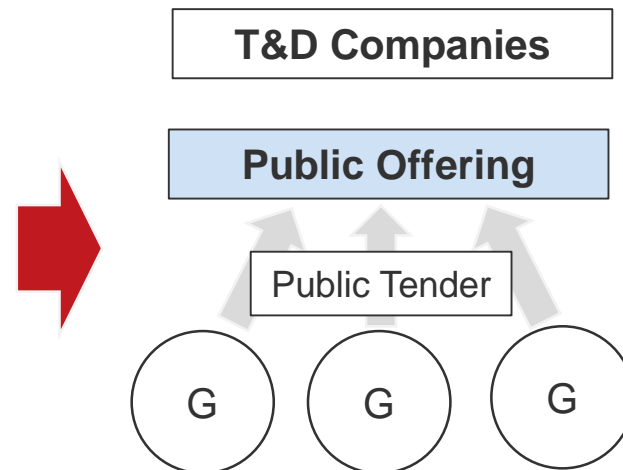 T&D Companies
Public Offering
Public Tender
G
G
G